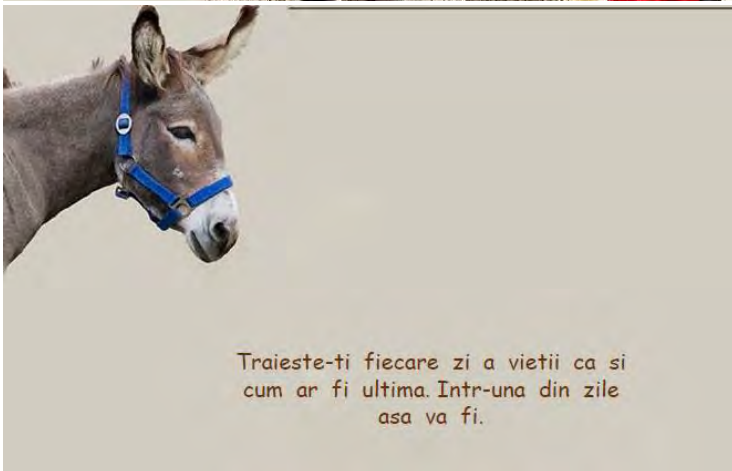 Traieste-ti fiecare zi a vietii ca si
cum ar fi ultima. Intr-una din zile
asa va fi.